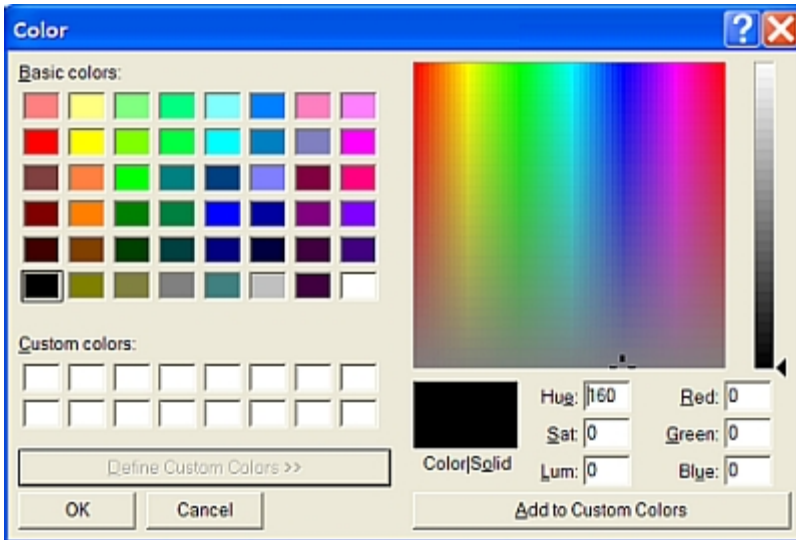 Color
Basic colors:
Custom colors:
Define Custom Colors >>
OK Cancel
Color|Solid
Hue: 160 Red: 0
Sat: 0 Green: 0
Lum: 0 Blue: 0
Add to Custom Colors